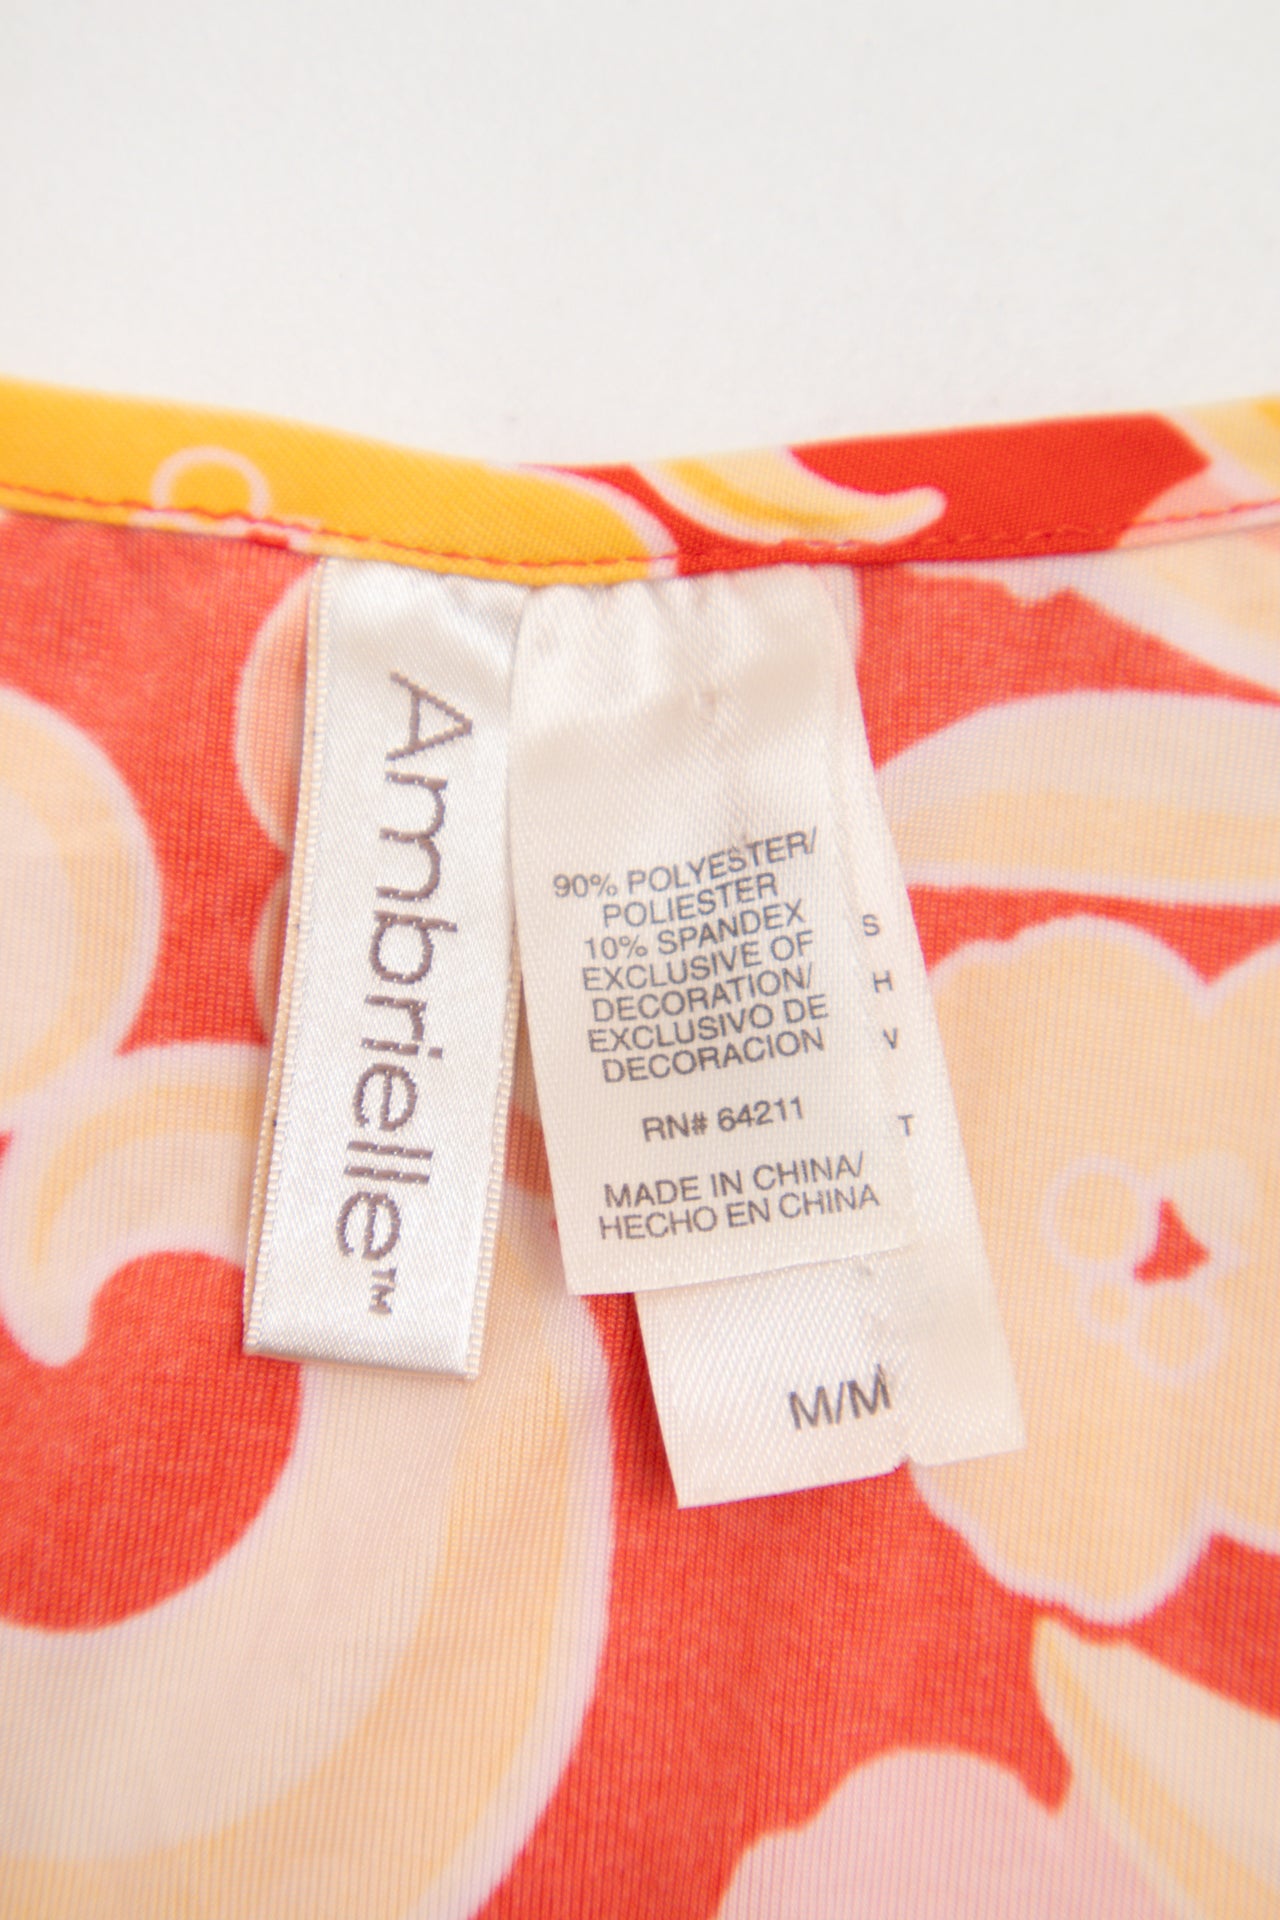 Ambrielle™
90% POLYESTER/
POLIESTER
10% SPANDEX
EXCLUSIVE OF
DECORATION/
EXCLUSIVO DE
DECORACION
RN# 64211
MADE IN CHINA/
HECHO EN CHINA
M/M
S
H
V
T